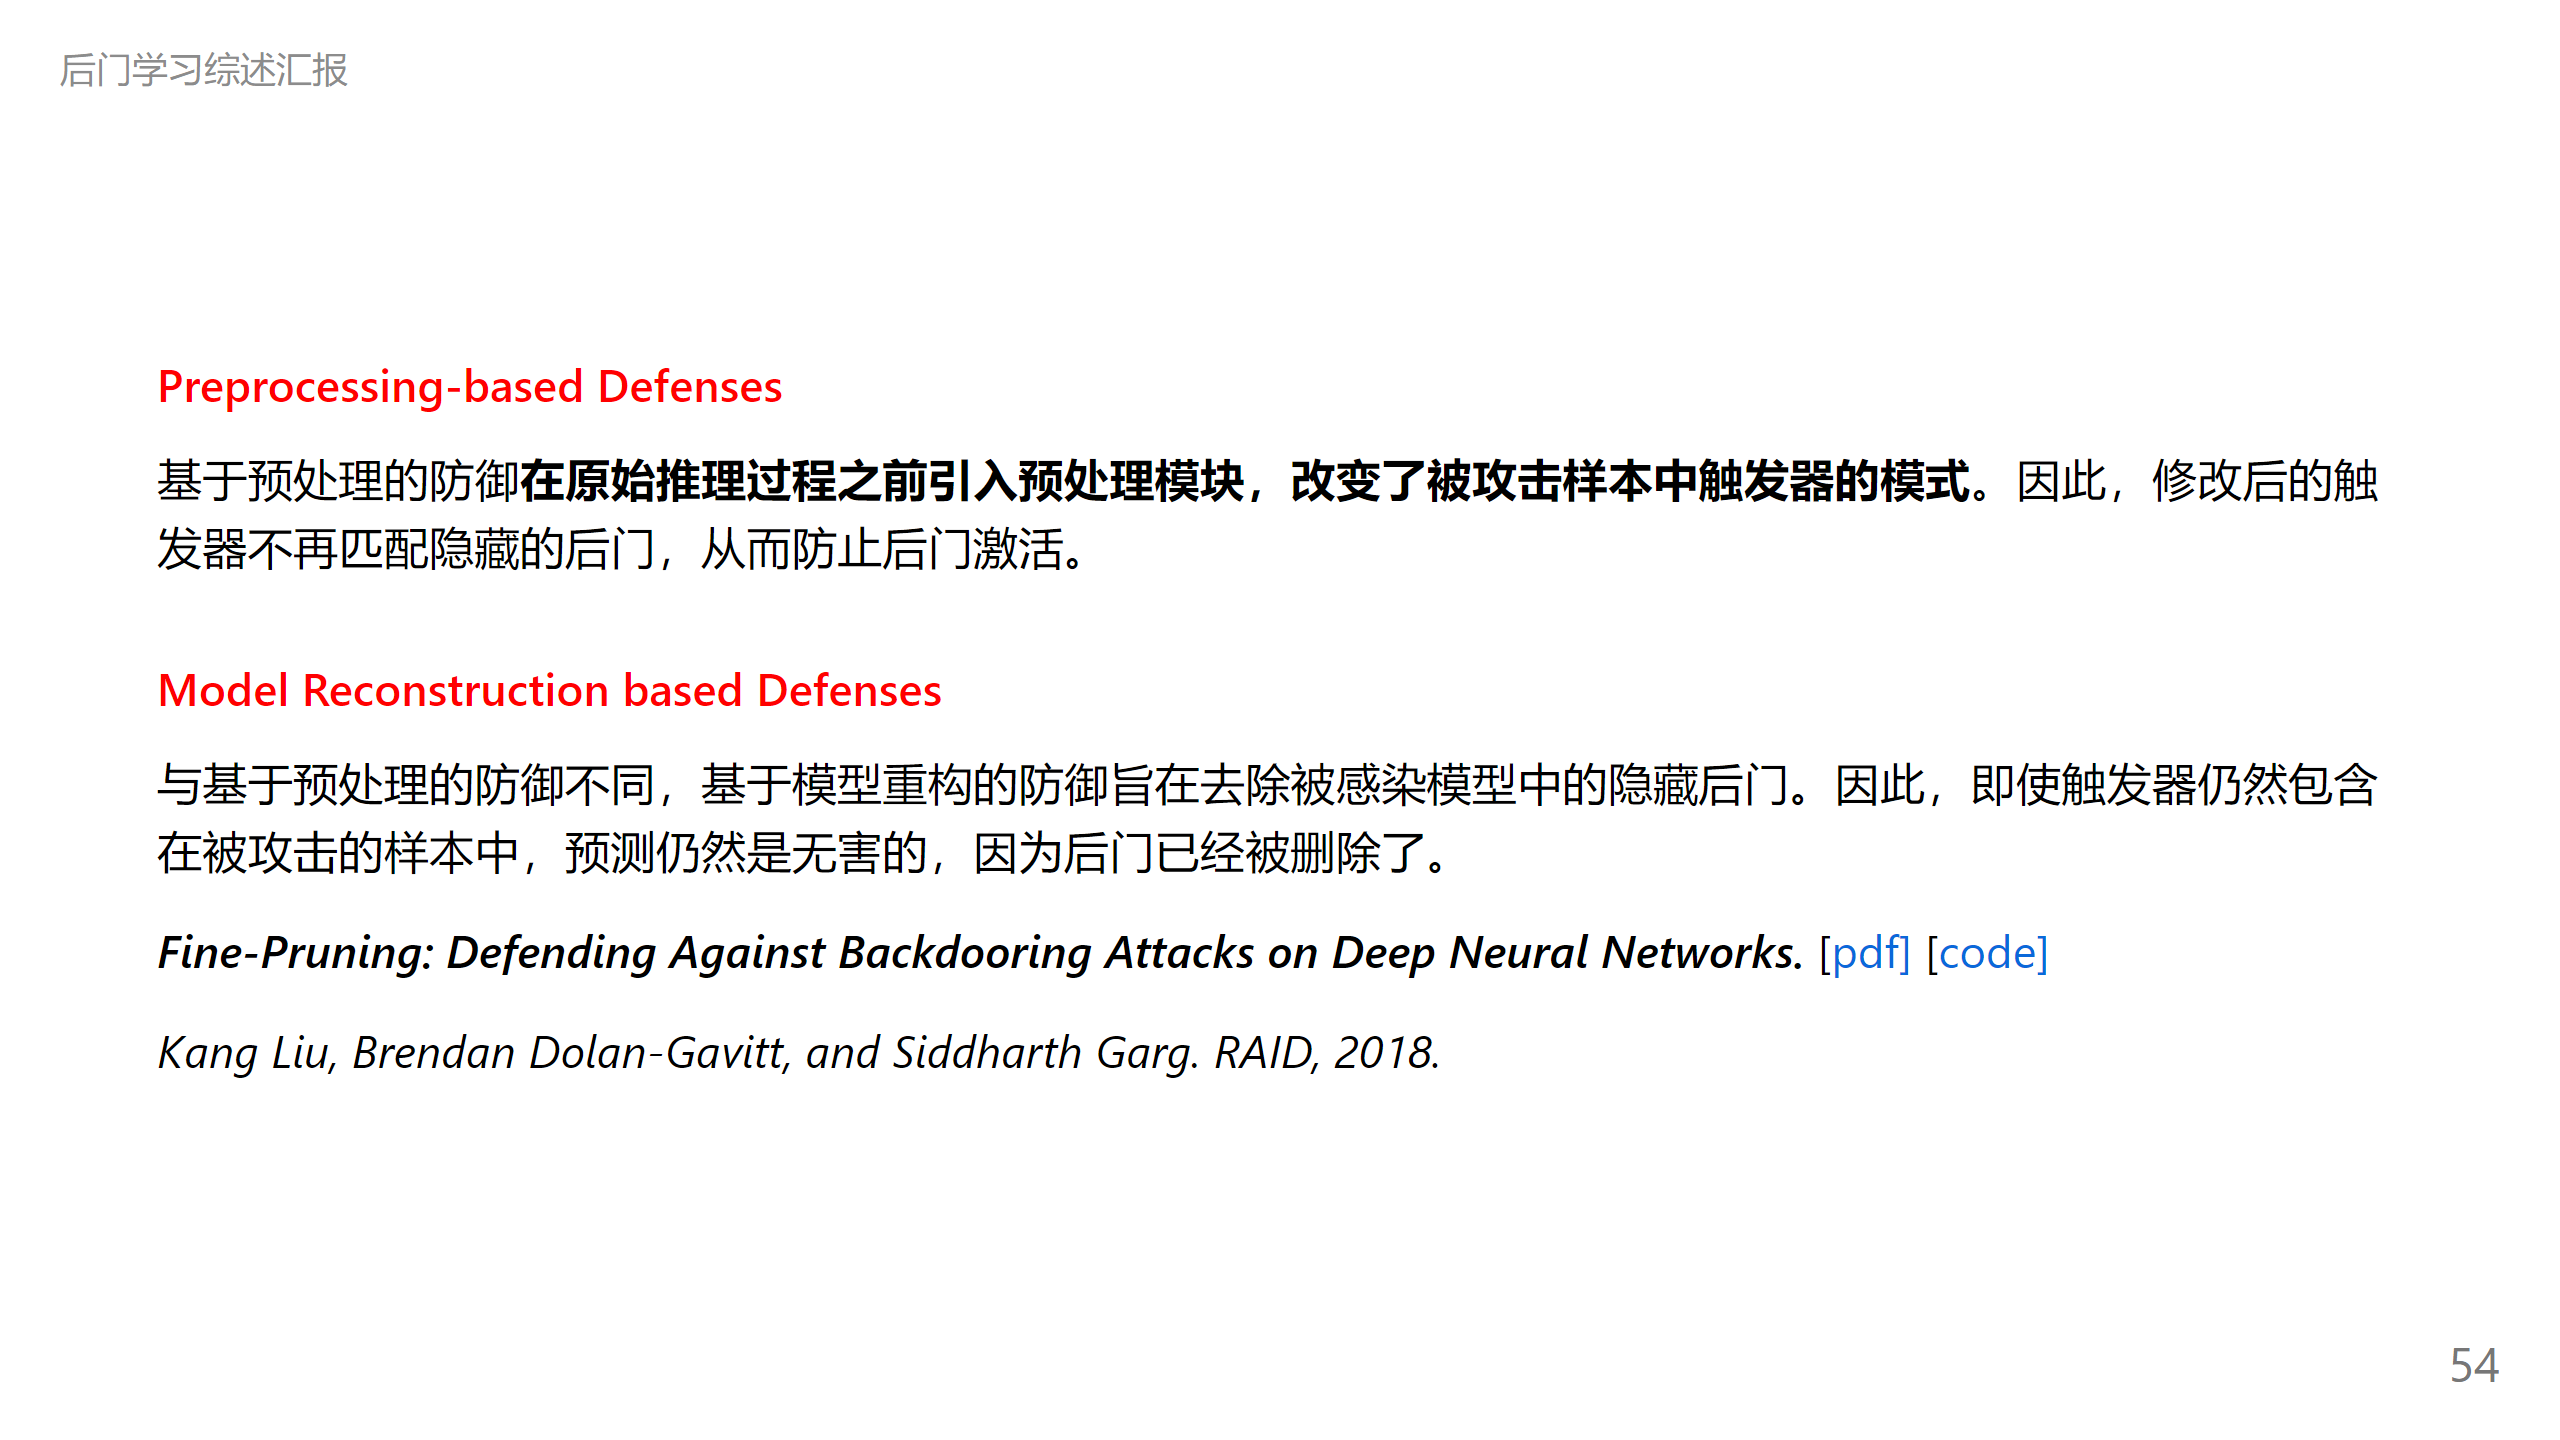 后门学习综述汇报
Preprocessing-based Defenses
基于预处理的防御在原始推理过程之前引入预处理模块，改变了被攻击样本中触发器的模式。因此，修改后的触
发器不再匹配隐藏的后门，从而防止后门激活。
Model Reconstruction based Defenses
与基于预处理的防御不同，基于模型重构的防御旨在去除被感染模型中的隐藏后门。因此，即使触发器仍然包含
在被攻击的样本中，预测仍然是无害的，因为后门已经被删除了。
Fine-Pruning: Defending Against Backdooring Attacks on Deep Neural Networks. [pdf] [code]
Kang Liu, Brendan Dolan-Gavitt, and Siddharth Garg. RAID, 2018.
54